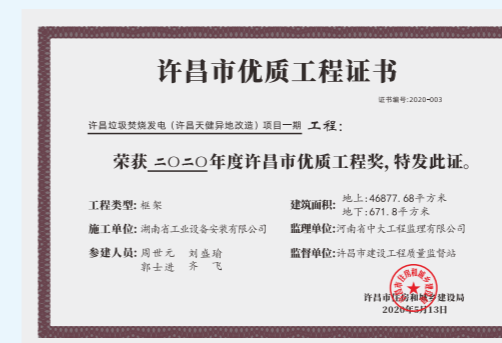 许昌市优质工程证书
证书编号:2020-003
许昌垃圾焚烧发电（许昌天健异地改造）项目一期 工程:
荣获 二〇二〇年度许昌市优质工程奖, 特发此证。
工程类型: 框架
建筑面积: 地上:46877.68平方米
地下:671.8平方米
施工单位: 湖南省工业设备安装有限公司
监理单位:河南省中大工程监理有限公司
参建人员: 周世元 刘盛瑜
郭士进 齐飞
监督单位:许昌市建设工程质量监督站
许昌市住房和城乡建设局
2020年5月13日